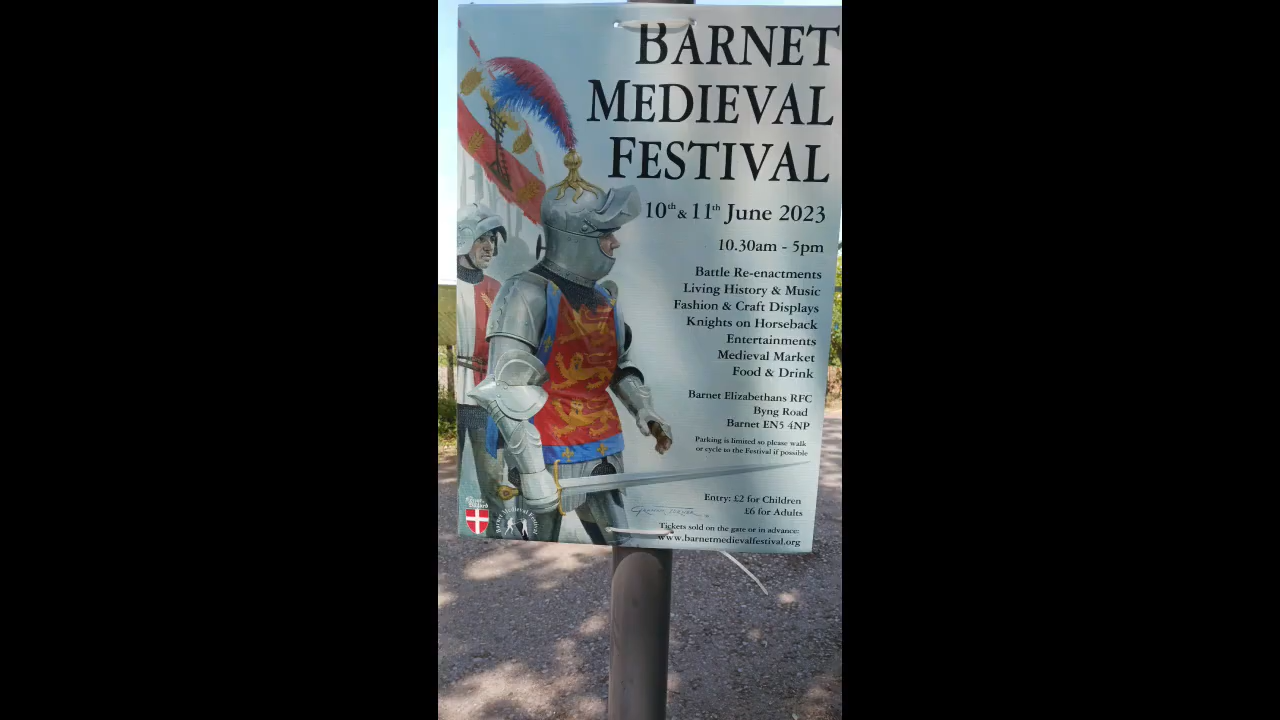 BARNET
MEDIEVAL
FESTIVAL
10th & 11th June 2023
10.30am - 5pm
Battle Re-enactments
Living History & Music
Fashion & Craft Displays
Knights on Horseback
Entertainments
Medieval Market
Food & Drink
Barnet Elizabethans RFC
Byng Road
Barnet EN5 4NP
Parking is limited so please walk
or cycle to the Festival if possible
Entry: £2 for Children
£6 for Adults
Tickets sold on the gate or in advance:
www.barnetmedievalfestival.org
Barnet Medieval Festival